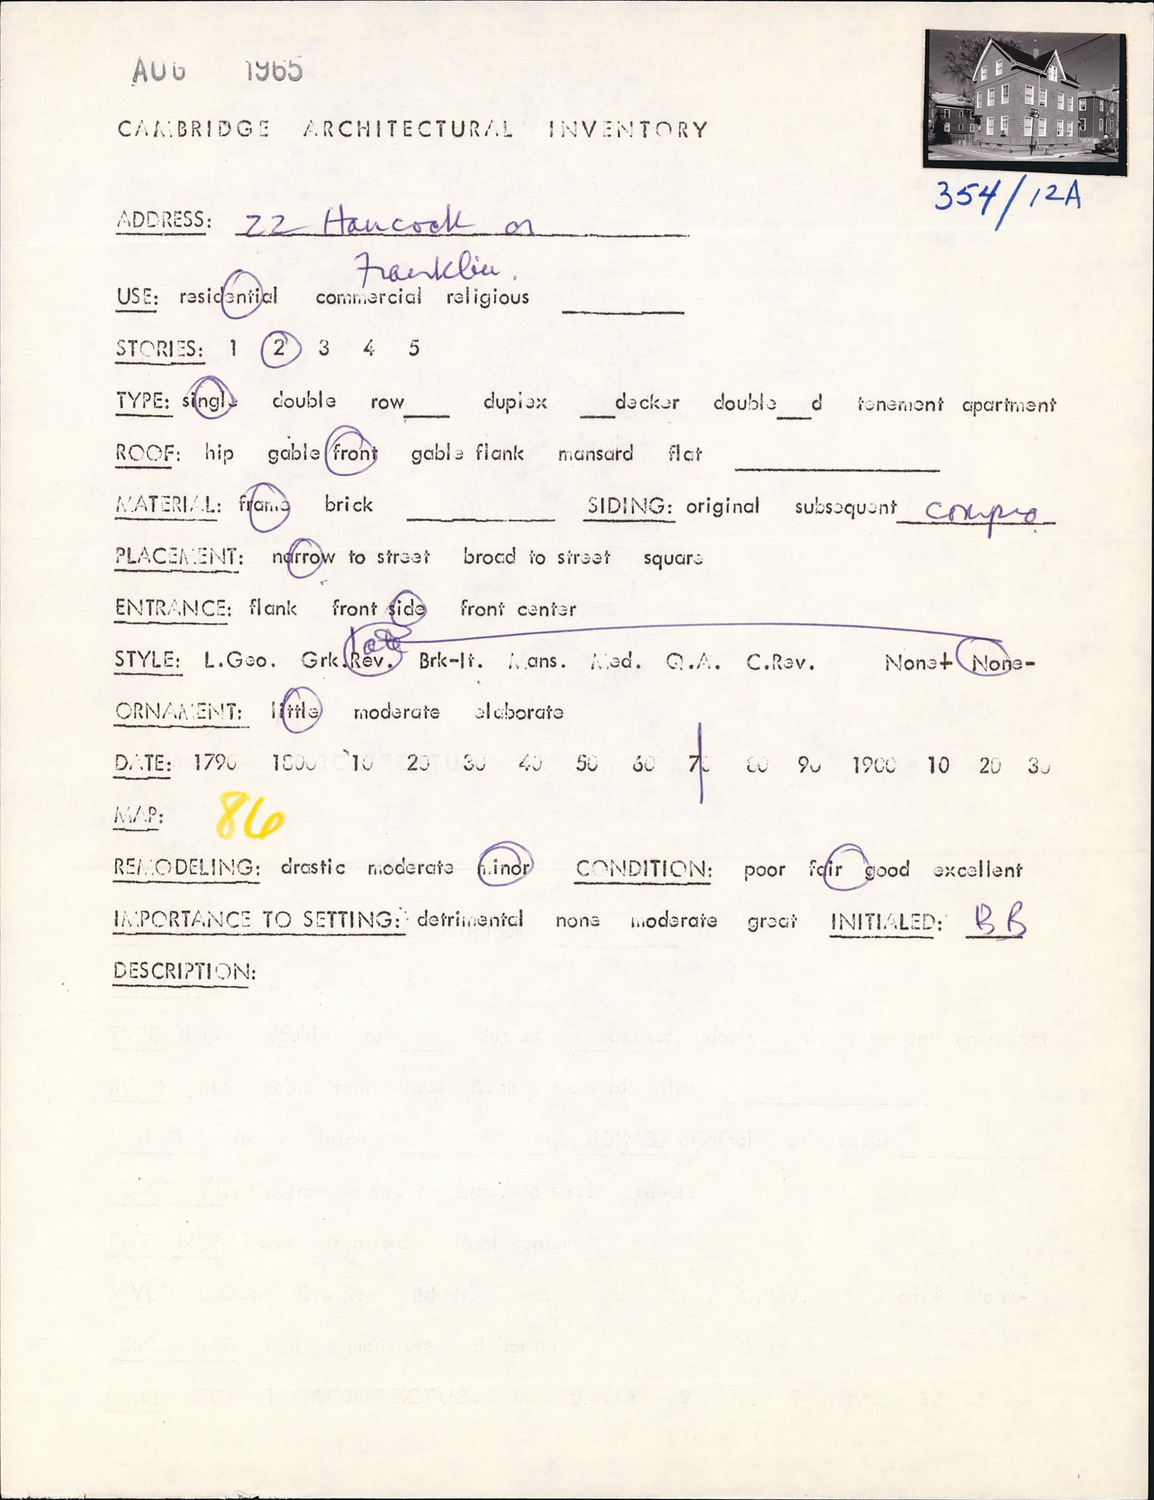 AUG 1965
CAMBRIDGE ARCHITECTURAL INVENTORY
354/12A
ADDRESS: 22 Hancock on
Franklin.
USE: residential commercial religious
STORIES: 1 2 3 4 5
TYPE: single double row___ duplex ___decker double___d tenement apartment
ROOF: hip gable front gable flank mansard flat
MATERIAL: frame brick SIDING: original subsequent compo.
PLACEMENT: narrow to street broad to street square
ENTRANCE: flank front side front center
late
STYLE: L.Geo. Grk.Rev. Brk-It. Mans. Med. Q.A. C.Rev. None+ None-
ORNAMENT: little moderate elaborate
DATE: 1790 1800 10 20 30 40 50 60 70 80 90 1900 10 20 30
MAP: 86
REMODELING: drastic moderate minor CONDITION: poor fair good excellent
IMPORTANCE TO SETTING: detrimental none moderate great INITIALED: BB
DESCRIPTION: